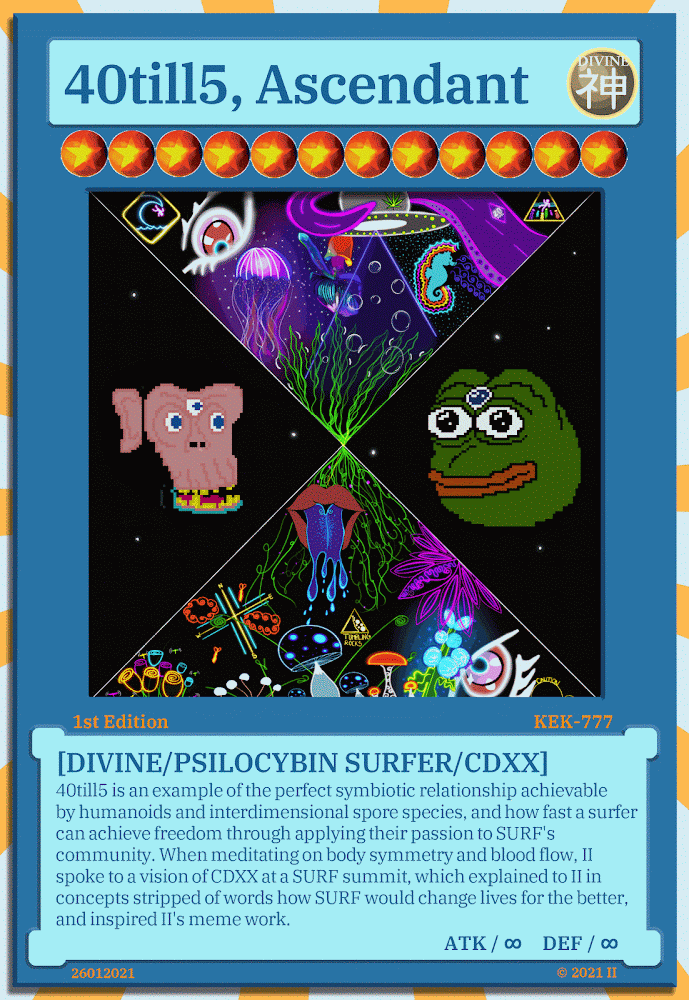 40till5, Ascendant
DIVINE
神
TUMBLING
ROCKS
CAUTION
1st Edition
KEK-777
[DIVINE/PSILOCYBIN SURFER/CDXX]
40till5 is an example of the perfect symbiotic relationship achievable
by humanoids and interdimensional spore species, and how fast a surfer
can achieve freedom through applying their passion to SURF's
community. When meditating on body symmetry and blood flow, II
spoke to a vision of CDXX at a SURF summit, which explained to II in
concepts stripped of words how SURF would change lives for the better,
and inspired II's meme work.
ATK / ∞ DEF / ∞
26012021
© 2021 II